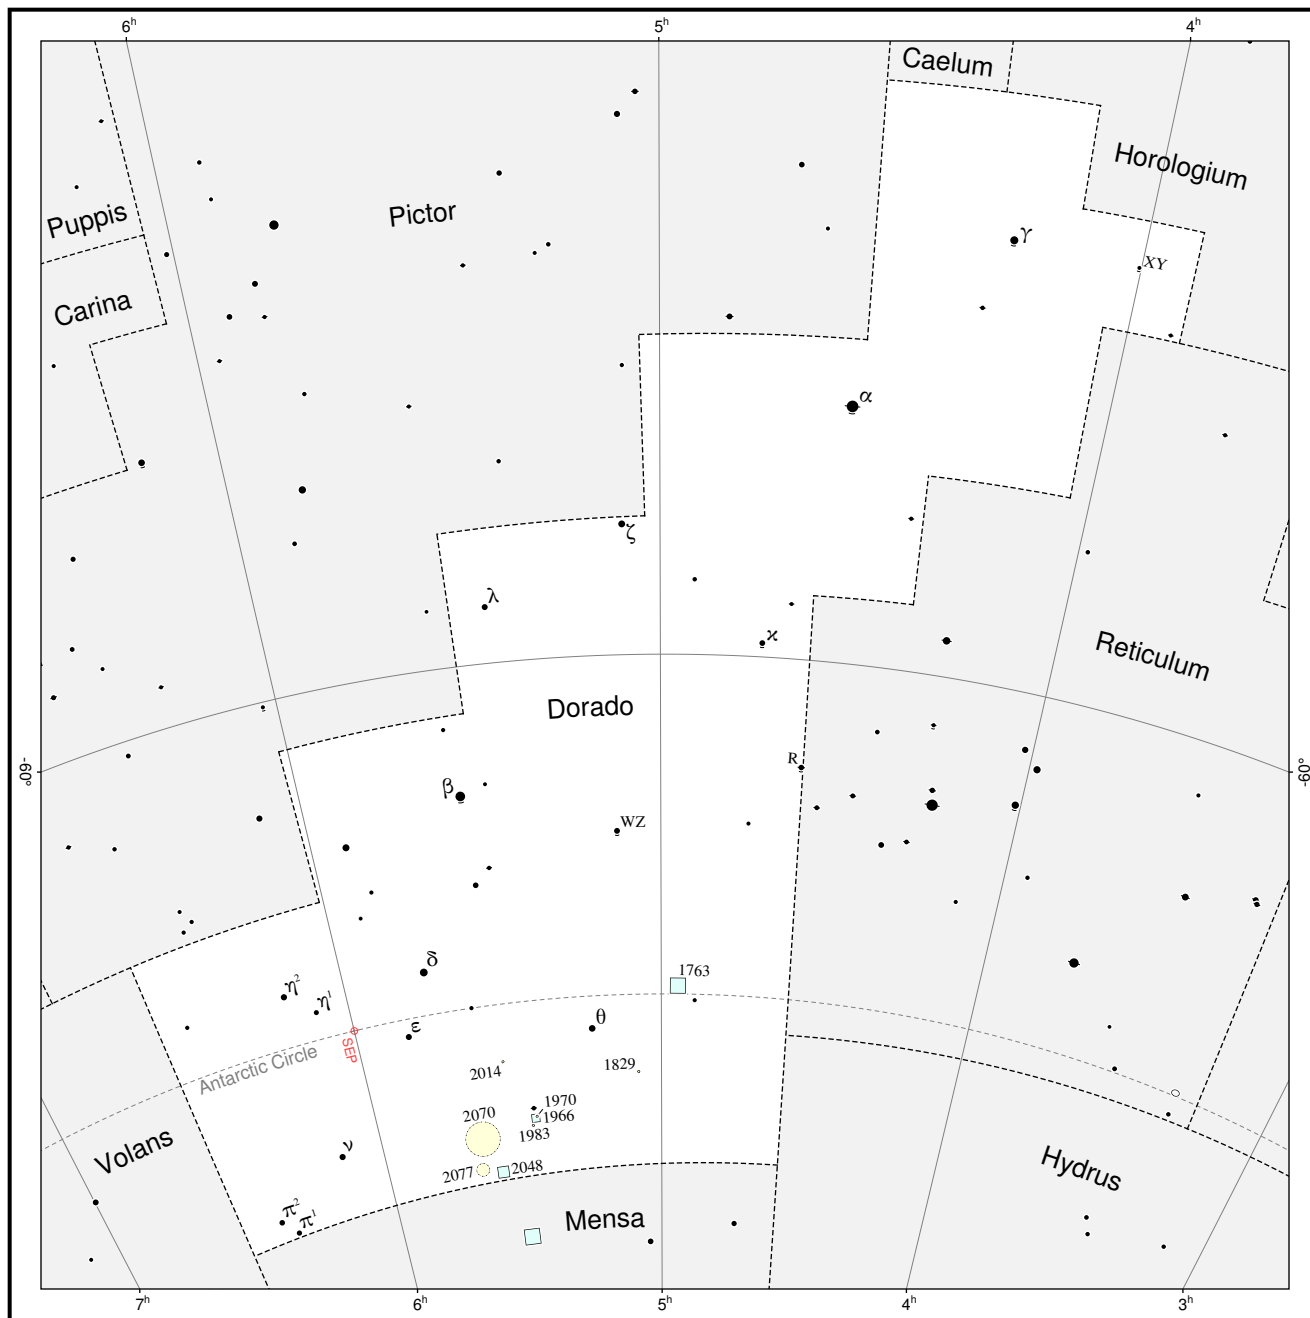 6h 5h 4h
Caelum
Horologium
Puppis
Pictor
γ
XY
Carina
α
ζ
λ
ϰ
Reticulum
Dorado
R
-60° -60°
β
WZ
δ
1763
η2
η1
ε
θ
SEP
Antarctic Circle
2014
1829
1970
2070
1966
1983
ν
Volans
2077
2048
Hydrus
π2
π1
Mensa
7h 6h 5h 4h 3h